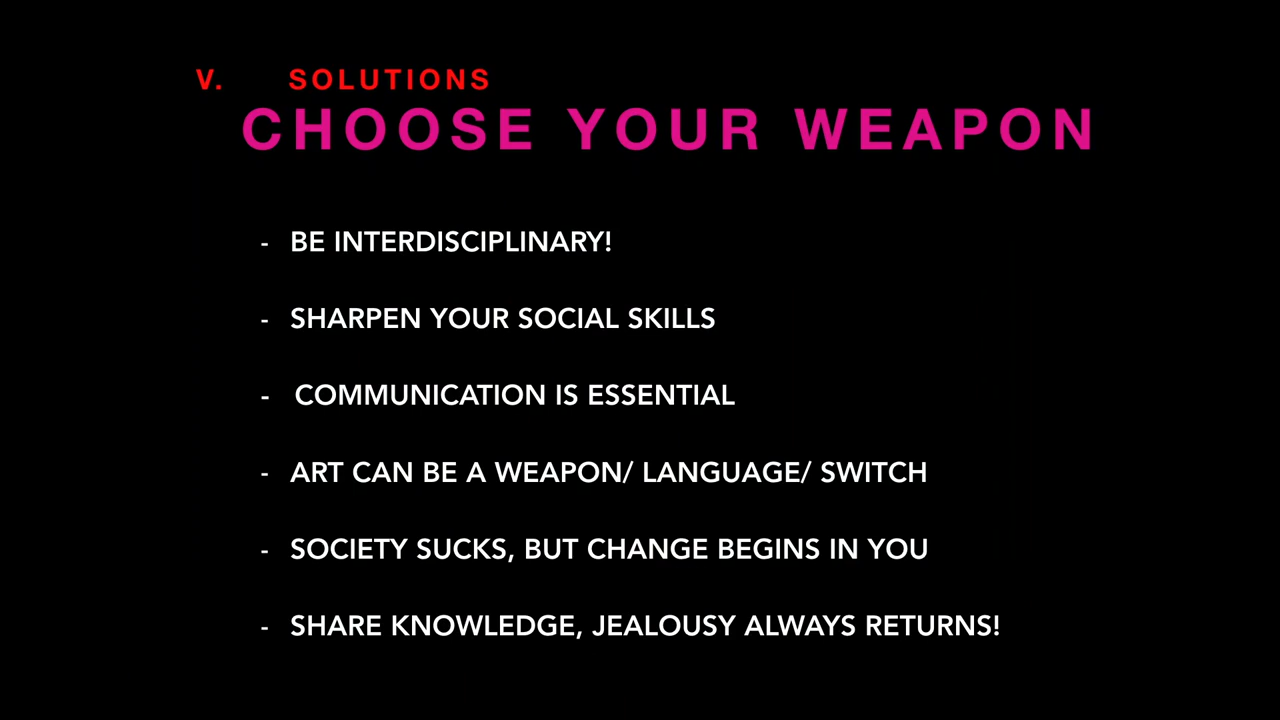 V. SOLUTIONS
CHOOSE YOUR WEAPON
- BE INTERDISCIPLINARY!
- SHARPEN YOUR SOCIAL SKILLS
- COMMUNICATION IS ESSENTIAL
- ART CAN BE A WEAPON/ LANGUAGE/ SWITCH
- SOCIETY SUCKS, BUT CHANGE BEGINS IN YOU
- SHARE KNOWLEDGE, JEALOUSY ALWAYS RETURNS!